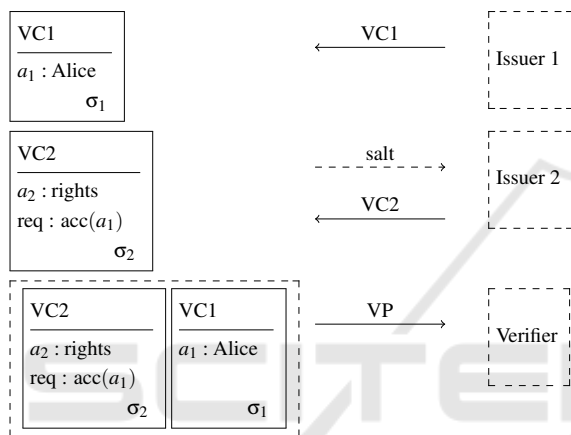 VC1
a₁ : Alice
σ₁
VC1
Issuer 1
VC2
a₂ : rights
req : acc(a₁)
σ₂
salt
VC2
Issuer 2
VC2
a₂ : rights
req : acc(a₁)
σ₂
VC1
a₁ : Alice
σ₁
VP
Verifier
SCITE